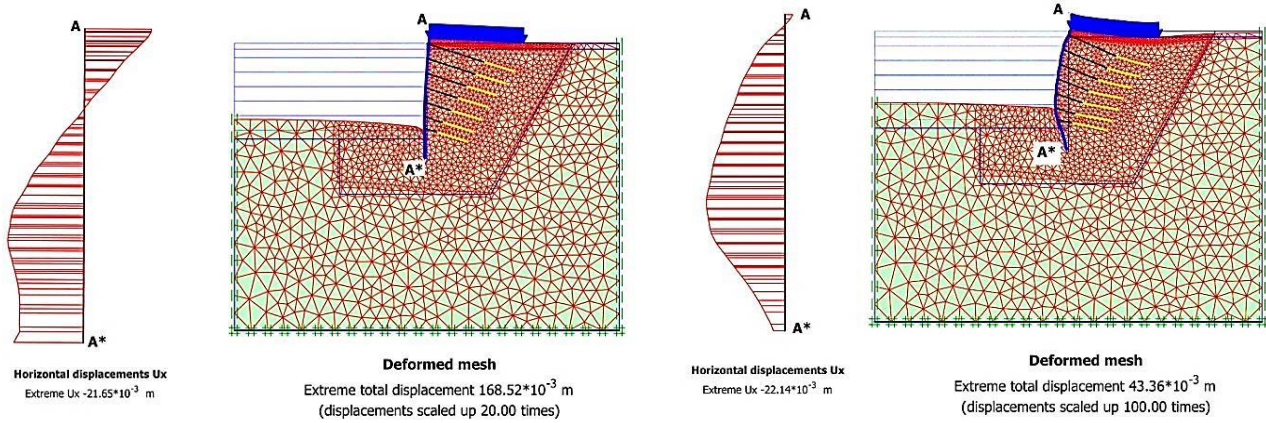 A
A*
Horizontal displacements Ux
Extreme Ux -21.65*10-3 m
A
A*
Deformed mesh
Extreme total displacement 168.52*10-3 m
(displacements scaled up 20.00 times)
A
A*
Horizontal displacements Ux
Extreme Ux -22.14*10-3 m
A
A*
Deformed mesh
Extreme total displacement 43.36*10-3 m
(displacements scaled up 100.00 times)